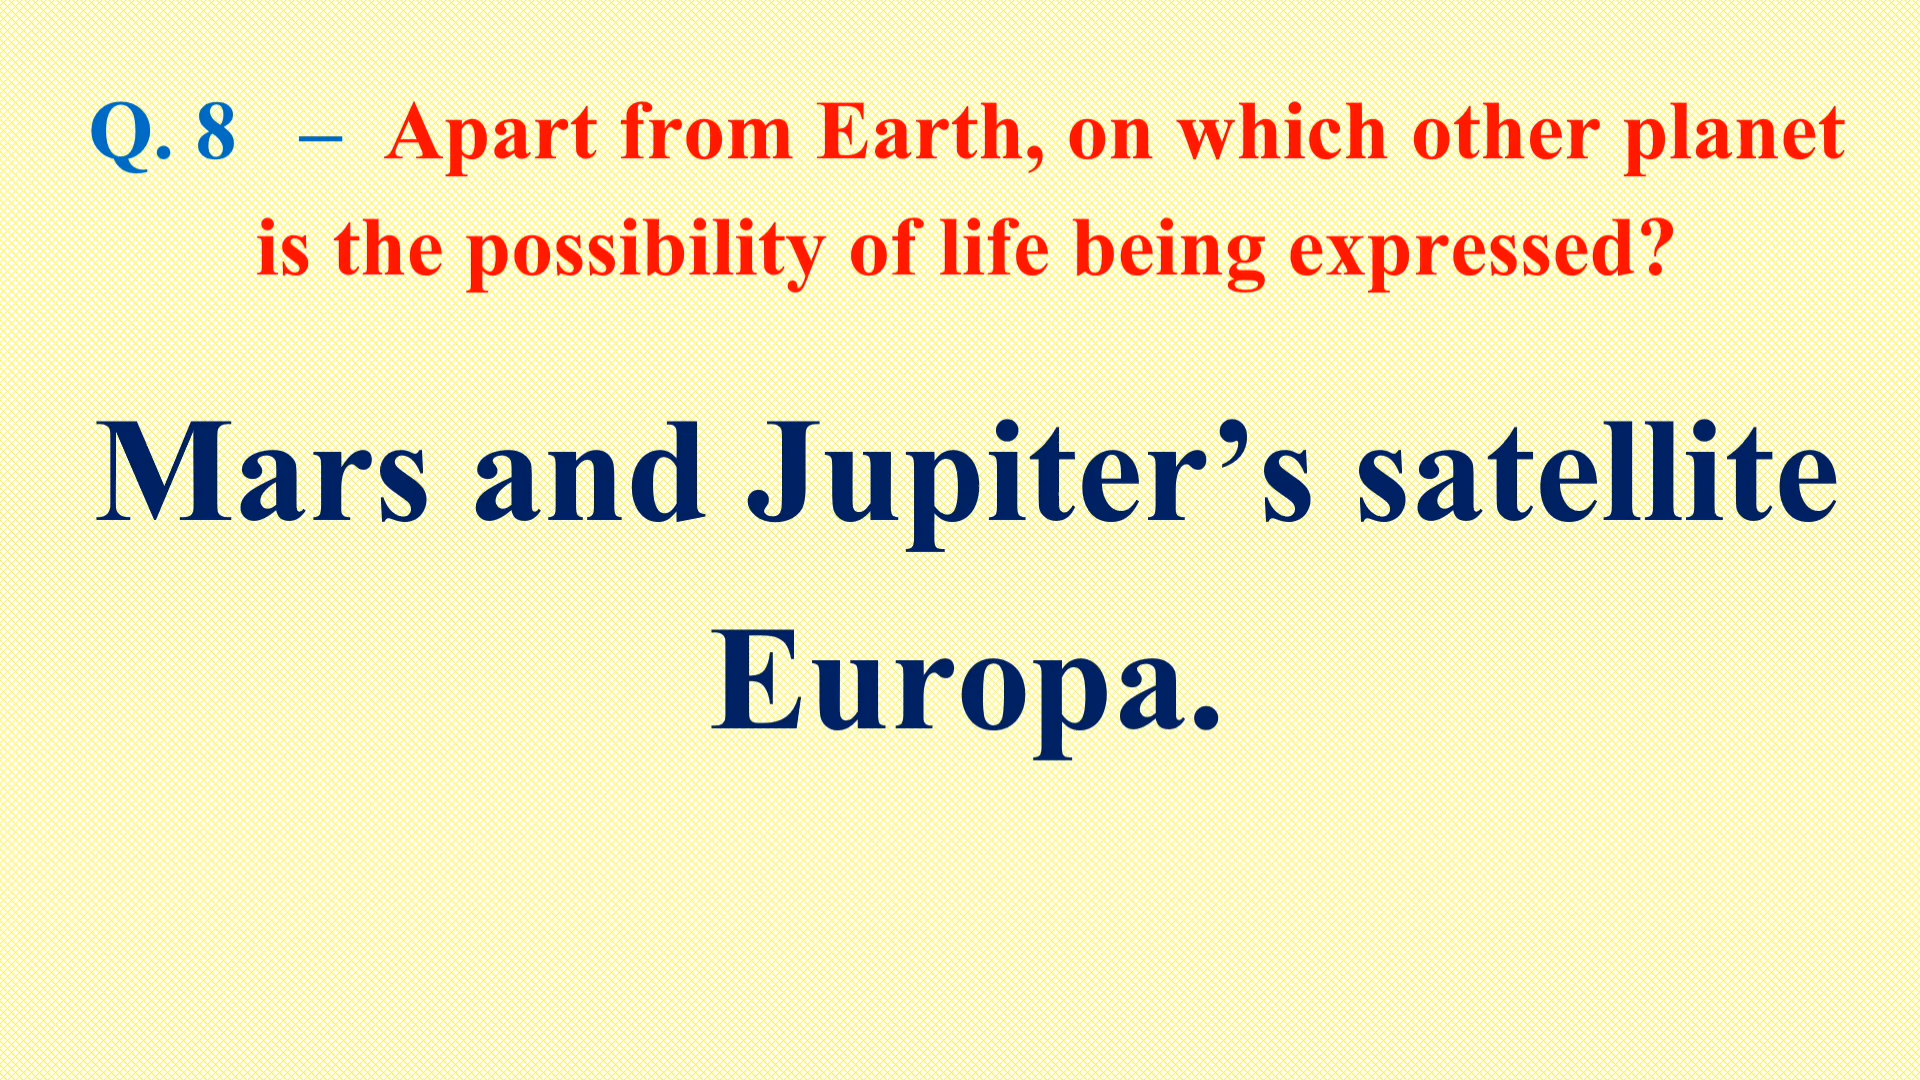 Q. 8 – Apart from Earth, on which other planet
is the possibility of life being expressed?
Mars and Jupiter’s satellite
Europa.